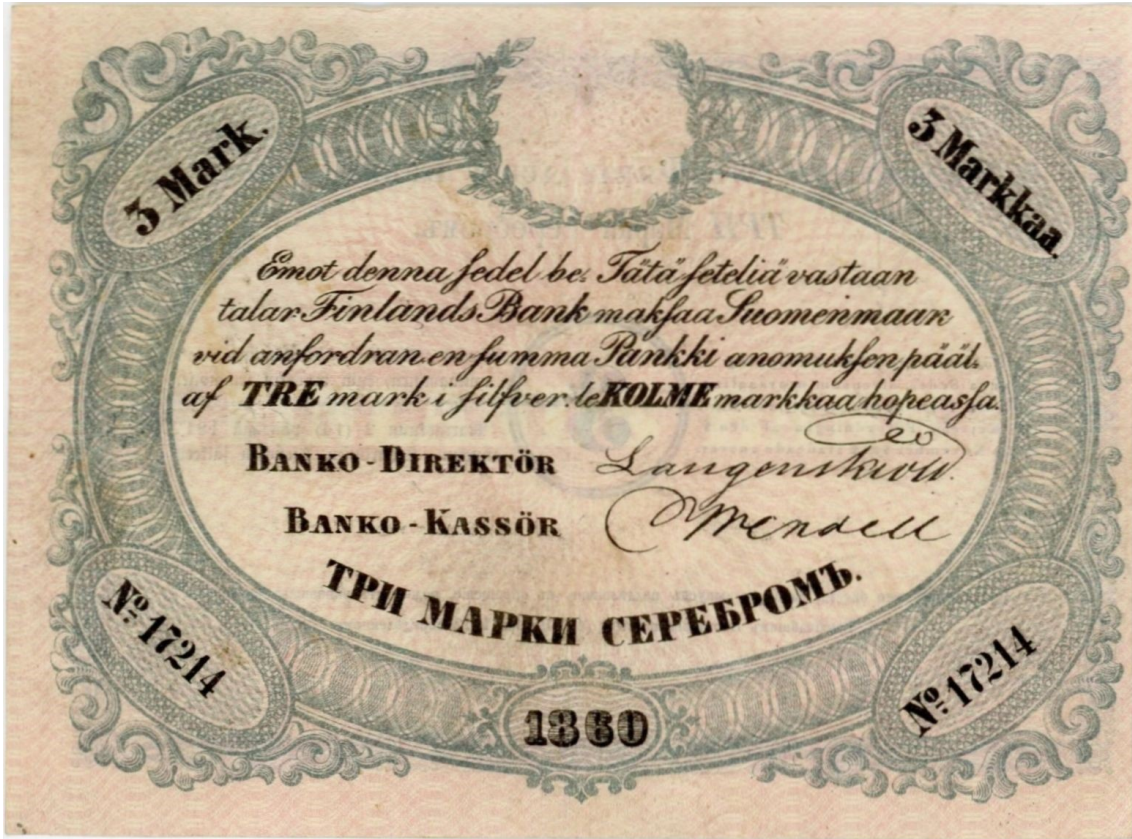 3 Mark.
3 Markkaa.
Emot denna ſedel be-
talar Finlands Bank
vid anfordran en ſumma
af TRE mark i ſilfver.
Tätä ſeteliä vastaan
makſaa Suomenmaan
Pankki anomukſen pääl-
le KOLME markkaa hopeasſa.
BANKO-DIREKTÖR Langenskiöld.
BANKO-KASSÖR
ТРИ МАРКИ СЕРЕБРОМЪ.
No. 17214
No. 17214
1860